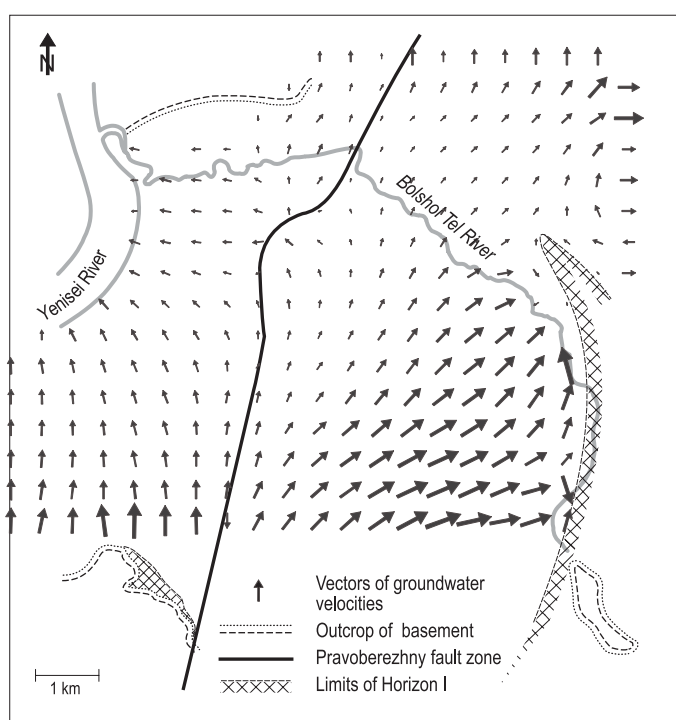 N
Bolshoi Tel River
Yenisei River
Vectors of groundwater
velocities
Outcrop of basement
Pravoberezhny fault zone
Limits of Horizon I
1 km